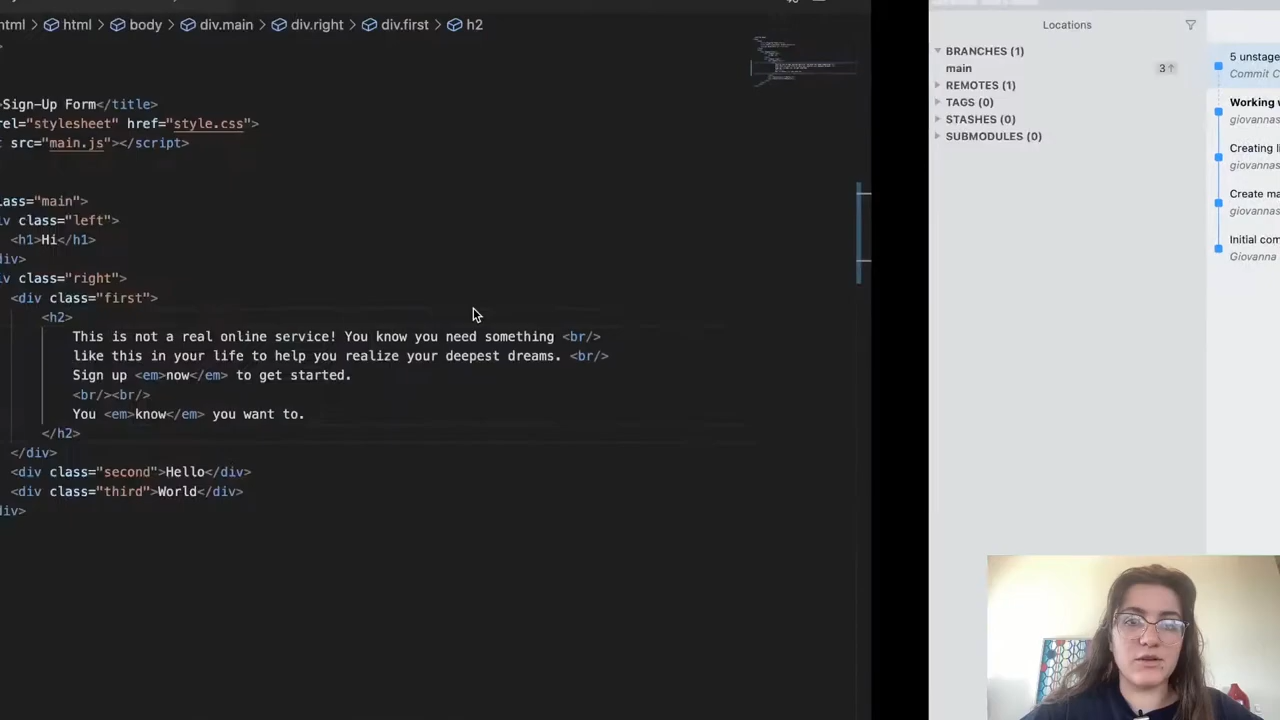 html > html > body > div.main > div.right > div.first > h2
-Sign-Up Form</title>
rel="stylesheet" href="style.css">
t src="main.js"></script>
lass="main">
iv class="left">
<h1>Hi</h1>
div>
iv class="right">
<div class="first">
<h2>
This is not a real online service! You know you need something <br/>
like this in your life to help you realize your deepest dreams. <br/>
Sign up <em>now</em> to get started.
<br/><br/>
You <em>know</em> you want to.
</h2>
</div>
<div class="second">Hello</div>
<div class="third">World</div>
div>
Locations
BRANCHES (1)
main 3↑
REMOTES (1)
TAGS (0)
STASHES (0)
SUBMODULES (0)
5 unstage
Commit C
Working w
giovannas
Creating li
giovannas
Create ma
giovannas
Initial com
Giovanna